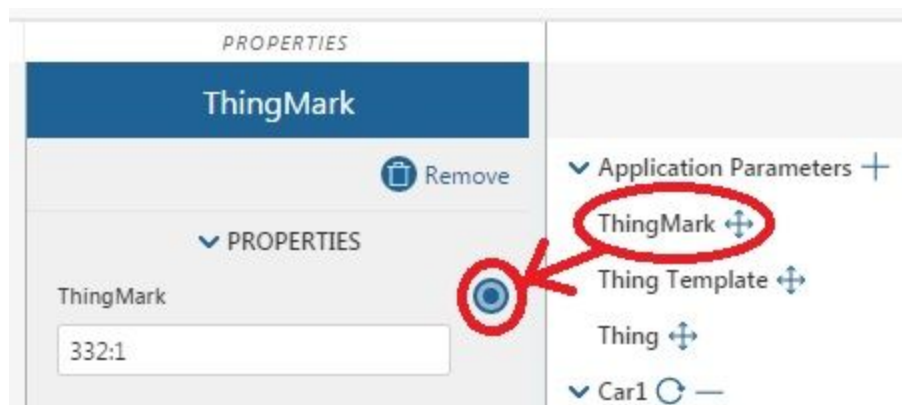 PROPERTIES
ThingMark
Remove
PROPERTIES
ThingMark
332:1
Application Parameters
ThingMark
Thing Template
Thing
Car1